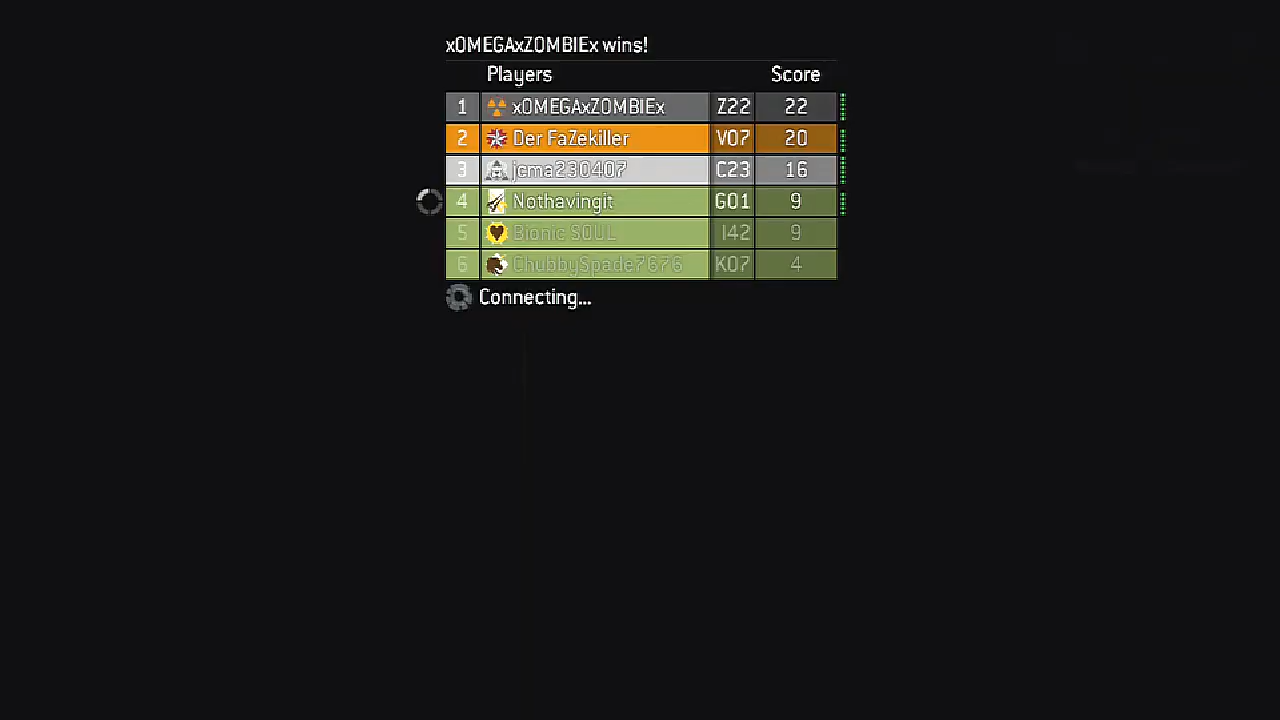 xOMEGAxZOMBIEx wins!
Players Score
1 xOMEGAxZOMBIEx Z22 22
2 Der FaZekiller V07 20
3 jcma230407 C23 16
4 Nothavingit G01 9
5 Bionic SOUL I42 9
6 ChubbySpade7676 K07 4
Connecting...